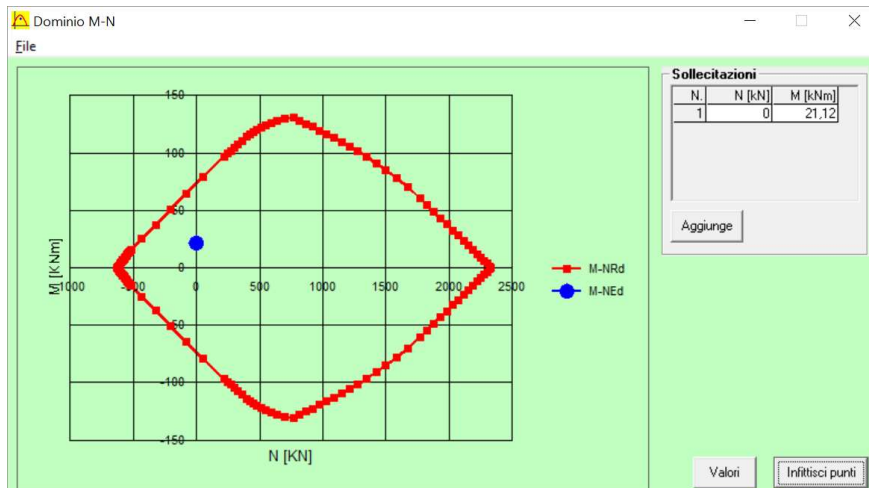 Dominio M-N
File
150
100
50
0
-1000
-500
0
500
1000
1500
2000
2500
-50
-100
-150
M [KNm]
N [KN]
M-NRd
M-NEd
Sollecitazioni
N. N [kN] M [kNm]
1 0 21,12
Aggiunge
Valori
Infittisci punti